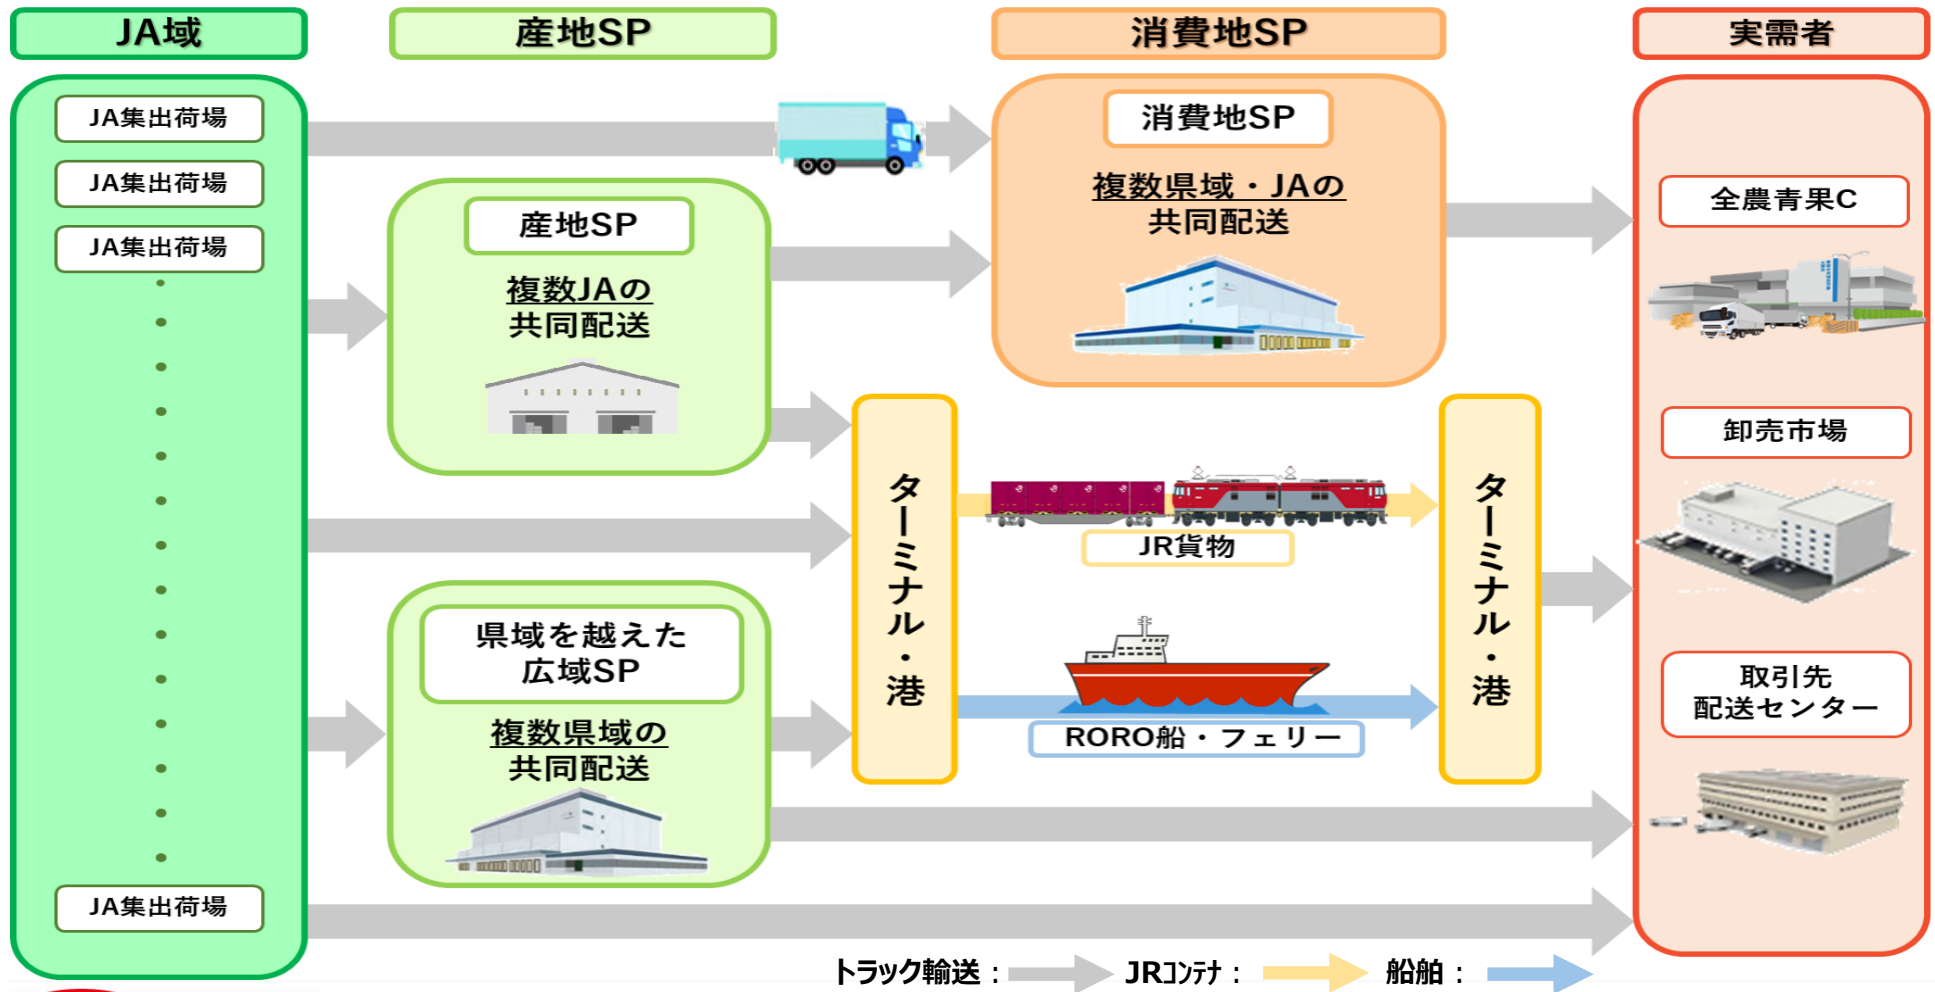 JA域
産地SP
消費地SP
実需者
JA集出荷場
JA集出荷場
JA集出荷場
JA集出荷場
産地SP
複数JAの
共同配送
県域を越えた
広域SP
複数県域の
共同配送
消費地SP
複数県域・JAの
共同配送
ターミナル・港
JR貨物
RORO船・フェリー
ターミナル・港
全農青果C
卸売市場
取引先
配送センター
トラック輸送： JRコンテナ： 船舶：